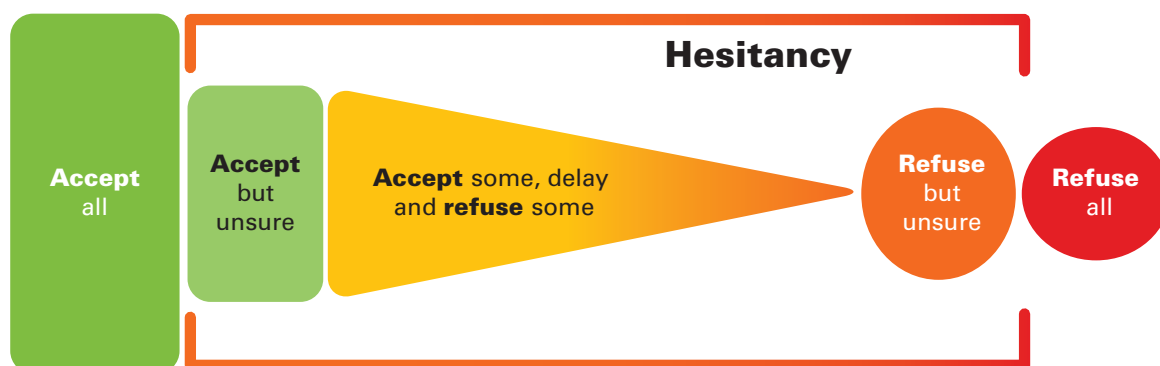 Hesitancy
Accept
all
Accept
but
unsure
Accept some, delay
and refuse some
Refuse
but
unsure
Refuse
all